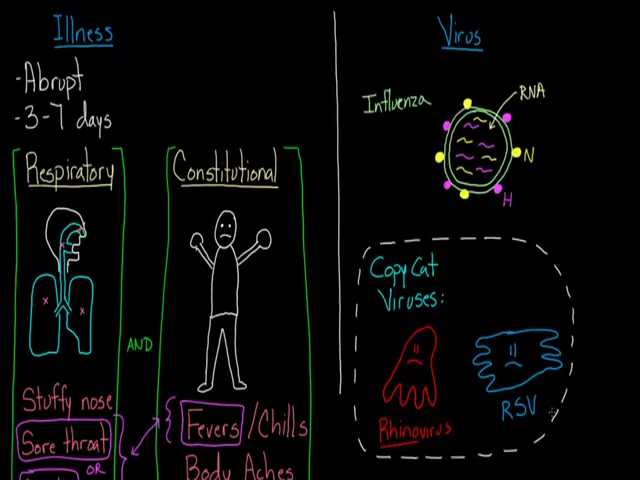 Illness
-Abrupt
-3-7 days
Respiratory
Stuffy nose
Sore throat
OR
AND
Constitutional
Fevers/Chills
Body Aches
Virus
Influenza
RNA
N
H
Copy Cat
Viruses:
Rhinovirus
RSV